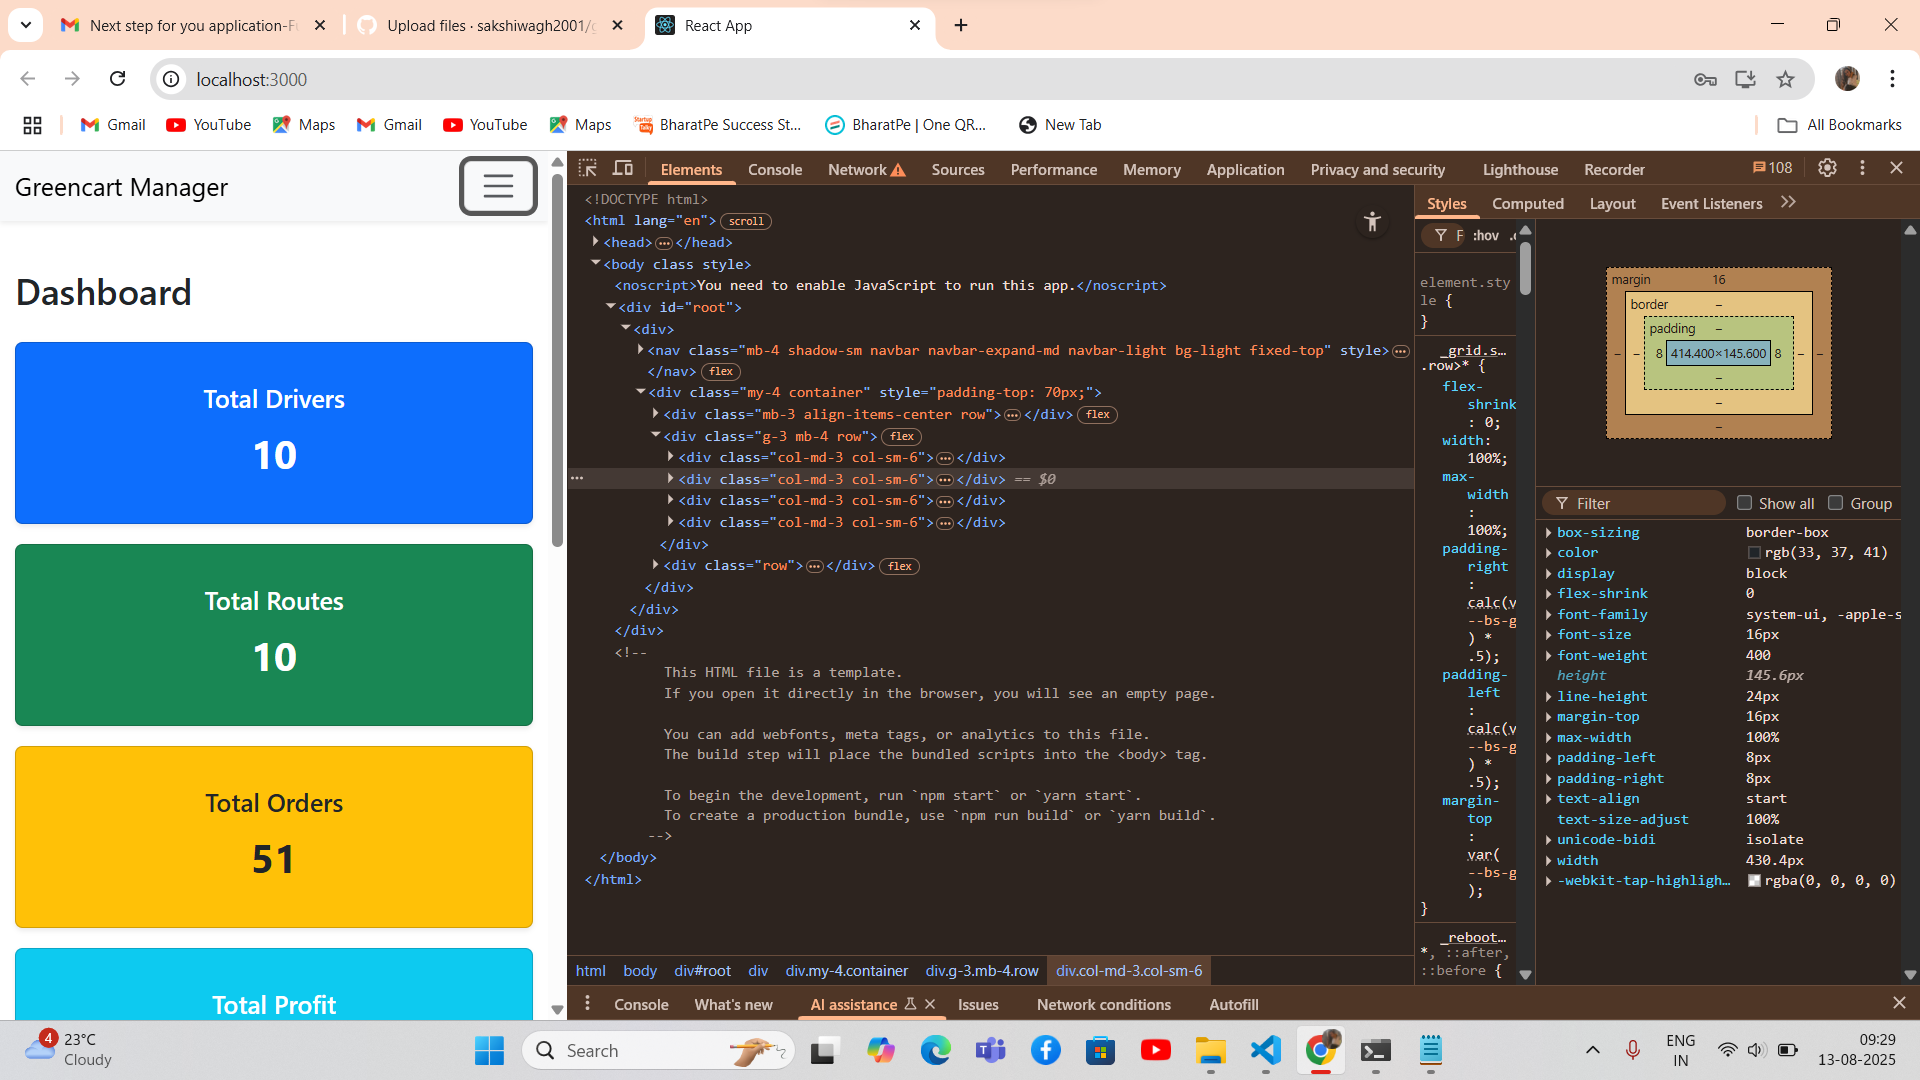 Next step for you application-Fu
Upload files · sakshiwagh2001/g
React App
localhost:3000
Gmail
YouTube
Maps
Gmail
YouTube
Maps
BharatPe Success St...
BharatPe | One QR...
New Tab
All Bookmarks
Greencart Manager
Dashboard
Total Drivers
10
Total Routes
10
Total Orders
51
Total Profit
Elements
Console
Network
Sources
Performance
Memory
Application
Privacy and security
Lighthouse
Recorder
108
<!DOCTYPE html>
<html lang="en"> scroll
<head>…</head>
<body class style>
<noscript>You need to enable JavaScript to run this app.</noscript>
<div id="root">
<div>
<nav class="mb-4 shadow-sm navbar navbar-expand-md navbar-light bg-light fixed-top" style>…
</nav> flex
<div class="my-4 container" style="padding-top: 70px;">
<div class="mb-3 align-items-center row">…</div> flex
<div class="g-3 mb-4 row"> flex
<div class="col-md-3 col-sm-6">…</div>
<div class="col-md-3 col-sm-6">…</div> == $0
<div class="col-md-3 col-sm-6">…</div>
<div class="col-md-3 col-sm-6">…</div>
</div>
<div class="row">…</div> flex
</div>
</div>
</div>
<!--
This HTML file is a template.
If you open it directly in the browser, you will see an empty page.
You can add webfonts, meta tags, or analytics to this file.
The build step will place the bundled scripts into the <body> tag.
To begin the development, run `npm start` or `yarn start`.
To create a production bundle, use `npm run build` or `yarn build`.
-->
</body>
</html>
html
body
div#root
div
div.my-4.container
div.g-3.mb-4.row
div.col-md-3.col-sm-6
Styles
Computed
Layout
Event Listeners
F
:hov
.c
element.sty
le {
}
_grid.s…
.row>* {
flex-
shrink
: 0;
width:
100%;
max-
width
:
100%;
padding-
right
:
calc(v
--bs-g
) *
.5);
padding-
left
:
calc(v
--bs-g
) *
.5);
margin-
top
:
var(
--bs-g
);
}
_reboot…
*, ::after,
::before {
margin
16
border
–
padding
–
– – 8 414.400×145.600 8 – –
–
–
–
Filter
Show all
Group
box-sizing border-box
color rgb(33, 37, 41)
display block
flex-shrink 0
font-family system-ui, -apple-s
font-size 16px
font-weight 400
height 145.6px
line-height 24px
margin-top 16px
max-width 100%
padding-left 8px
padding-right 8px
text-align start
text-size-adjust 100%
unicode-bidi isolate
width 430.4px
-webkit-tap-highligh… rgba(0, 0, 0, 0)
Console
What's new
AI assistance
Issues
Network conditions
Autofill
4
23°C
Cloudy
Search
ENG
IN
09:29
13-08-2025